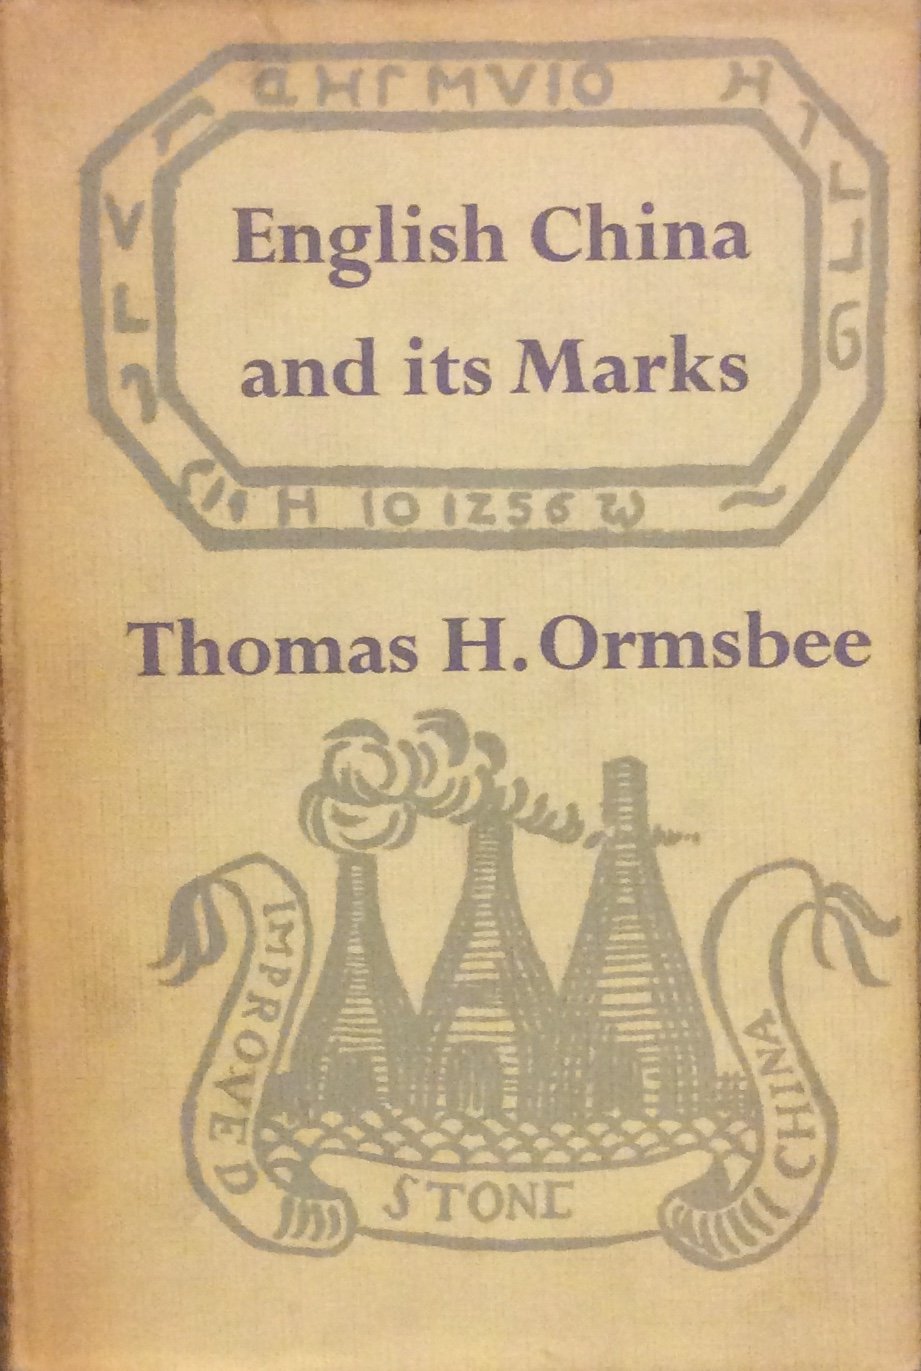 English China
and its Marks
Thomas H. Ormsbee
IMPROVED
STONE
CHINA